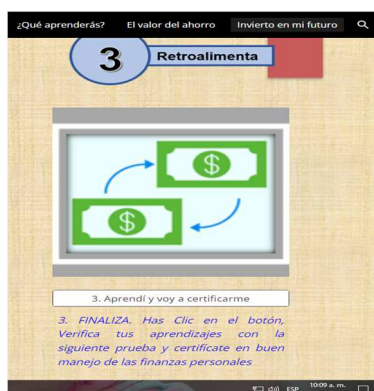 ¿Qué aprenderás? El valor del ahorro Invierto en mi futuro
3 Retroalimenta
$
$
3. Aprendí y voy a certificarme
3. FINALIZA. Has Clic en el botón,
Verifica tus aprendizajes con la
siguiente prueba y certifícate en buen
manejo de las finanzas personales
ESP 10:09 a. m.